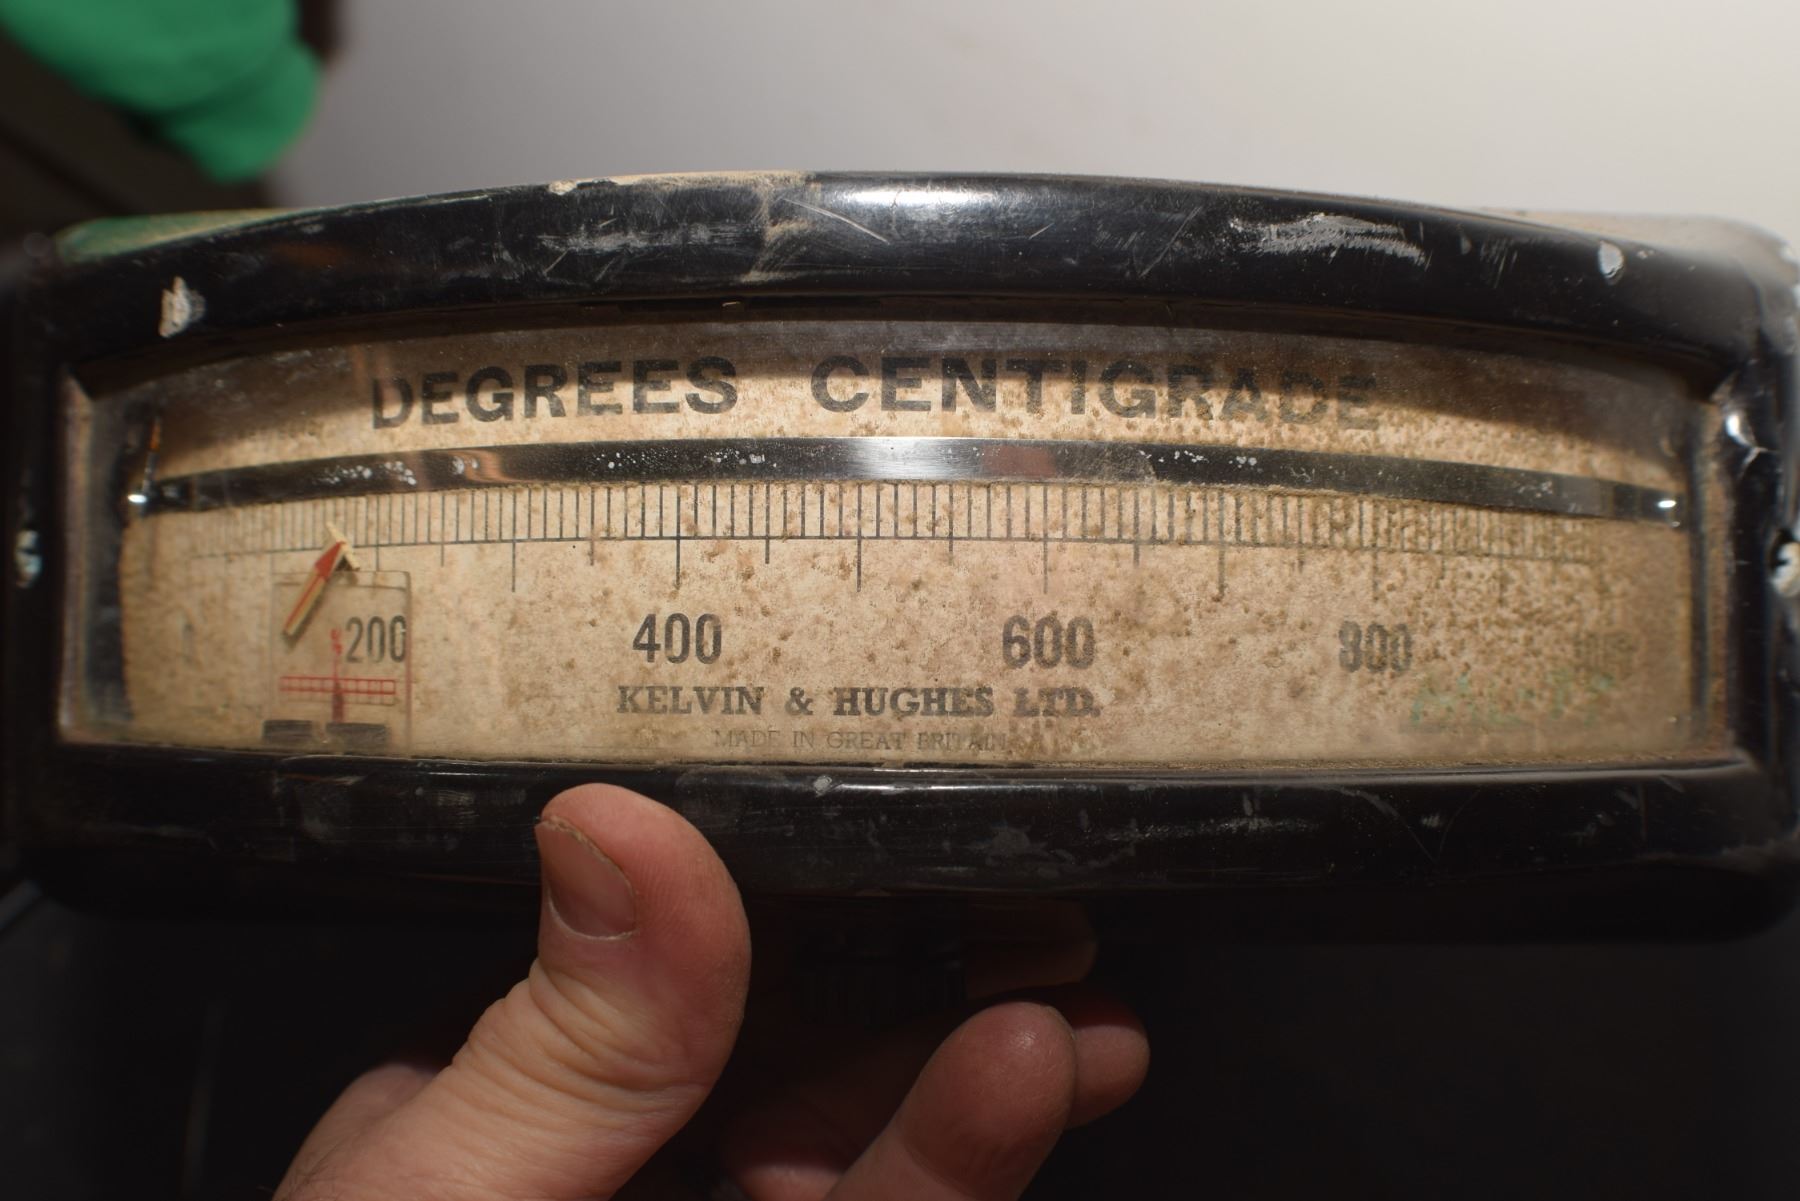 DEGREES CENTIGRADE
200 400 600 800
KELVIN & HUGHES LTD.
MADE IN GREAT BRITAIN